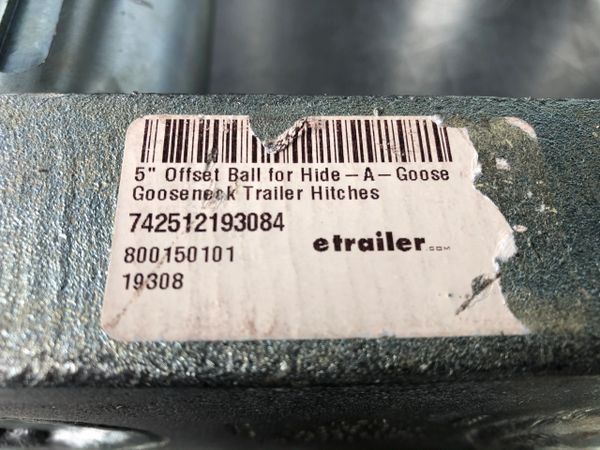 5" Offset Ball for Hide-A-Goose
Gooseneck Trailer Hitches
742512193084
800150101
19308
etrailer.com